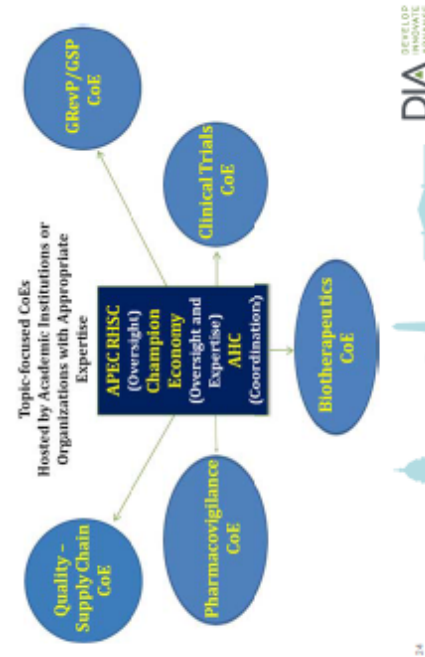 Topic-focused CoEs
Hosted by Academic Institutions or
Organizations with Appropriate
Expertise
Quality –
Supply Chain
CoE
GRevP/GSP
CoE
APEC RHSC
(Oversight)
Champion
Economy
(Oversight and
Expertise)
AHC
(Coordination)
Pharmacovigilance
CoE
Clinical Trials
CoE
Biotherapeutics
CoE
24
DIA
DEVELOP
INNOVATE